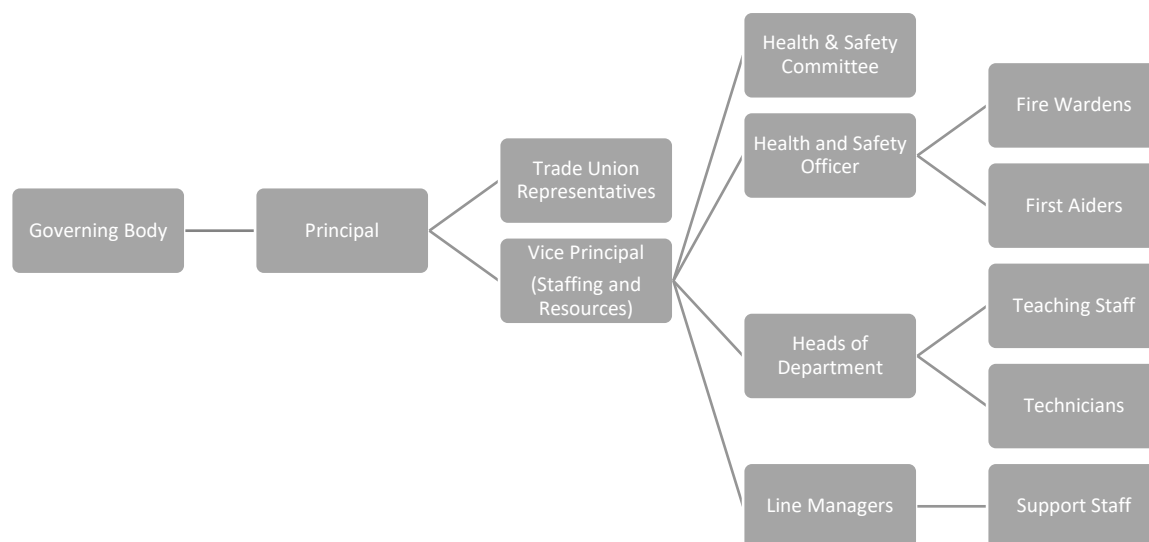 Governing Body
Principal
Trade Union
Representatives
Vice Principal
(Staffing and
Resources)
Health & Safety
Committee
Health and Safety
Officer
Fire Wardens
First Aiders
Heads of
Department
Teaching Staff
Technicians
Line Managers
Support Staff